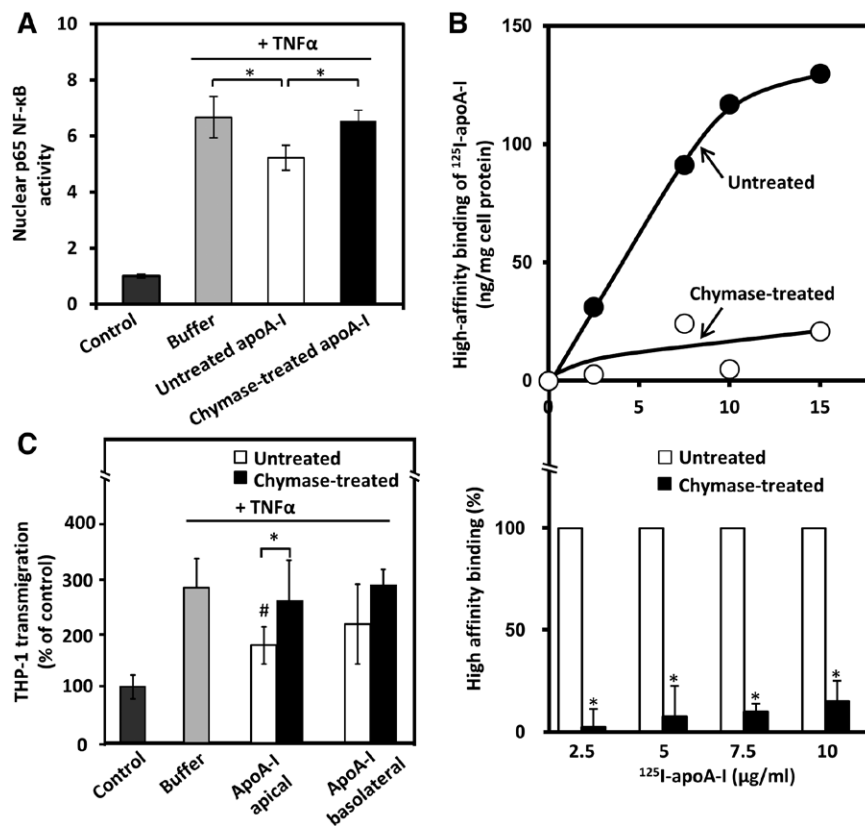 A
+ TNFα
* *
Nuclear p65 NF-κB
activity
10
8
6
4
2
0
Control
Buffer
Untreated apoA-I
Chymase-treated apoA-I
B
High-affinity binding of ¹²⁵I-apoA-I
(ng/mg cell protein)
150
100
50
0
Untreated
Chymase-treated
0 5 10 15
High affinity binding (%)
Untreated
Chymase-treated
100
50
0
* * * *
2.5 5 7.5 10
¹²⁵I-apoA-I (µg/ml)
C
Untreated
Chymase-treated
+ TNFα
*
#
THP-1 transmigration
(% of control)
400
300
200
100
0
Control
Buffer
ApoA-I
apical
ApoA-I
basolateral